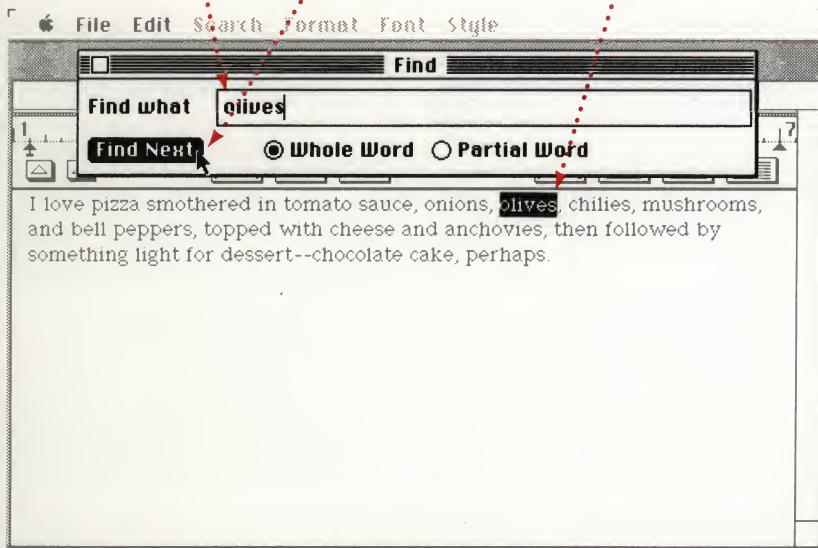 File Edit Search Format Font Style
Find
Find what olives
1 7
Find Next Whole Word Partial Word
I love pizza smothered in tomato sauce, onions, olives, chilies, mushrooms,
and bell peppers, topped with cheese and anchovies, then followed by
something light for dessert--chocolate cake, perhaps.